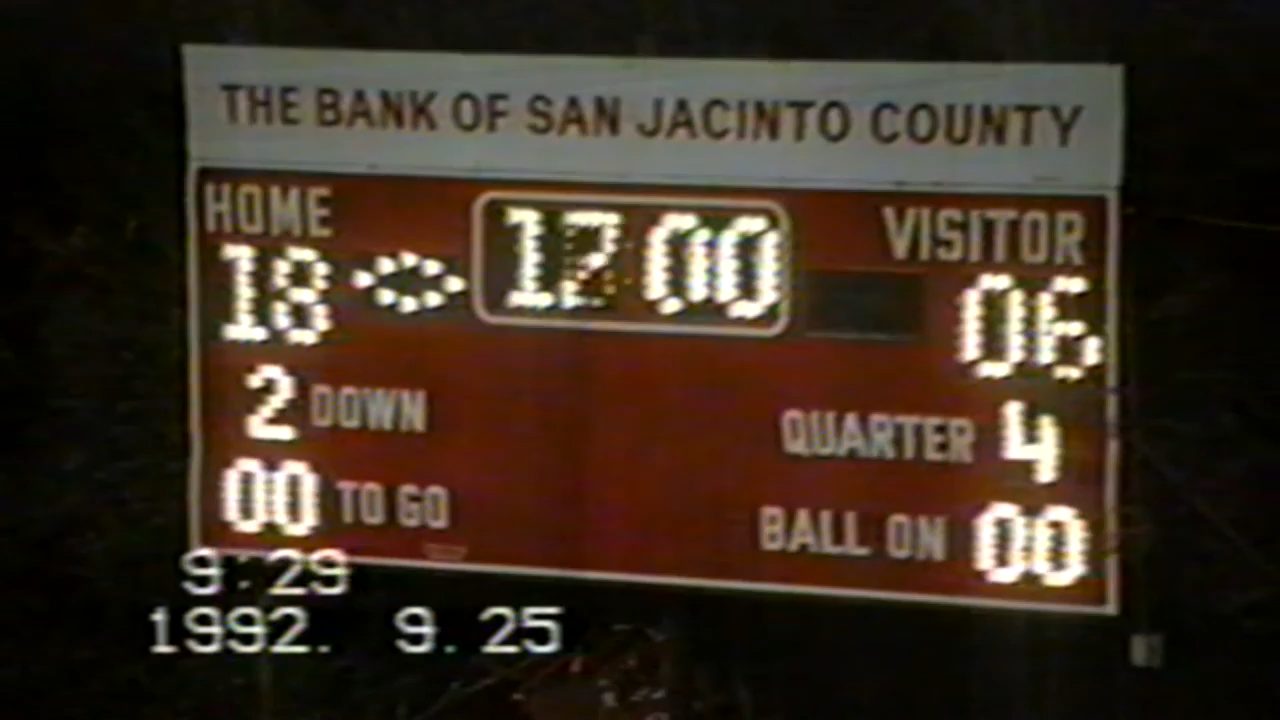 THE BANK OF SAN JACINTO COUNTY
HOME 12:00 VISITOR
18 06
2 DOWN QUARTER 4
00 TO GO BALL ON 00
9:29
1992. 9.25